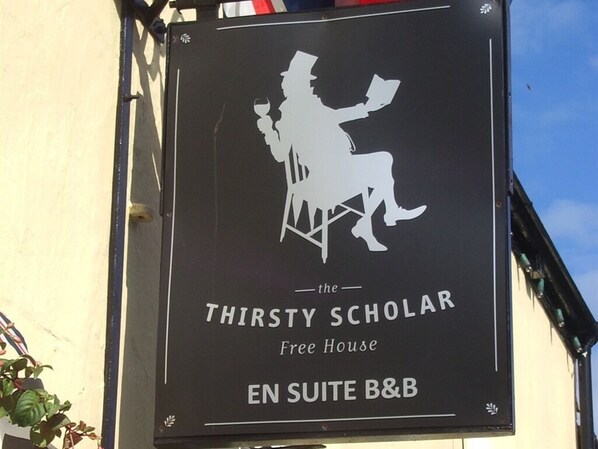 the
THIRSTY SCHOLAR
Free House
EN SUITE B&B